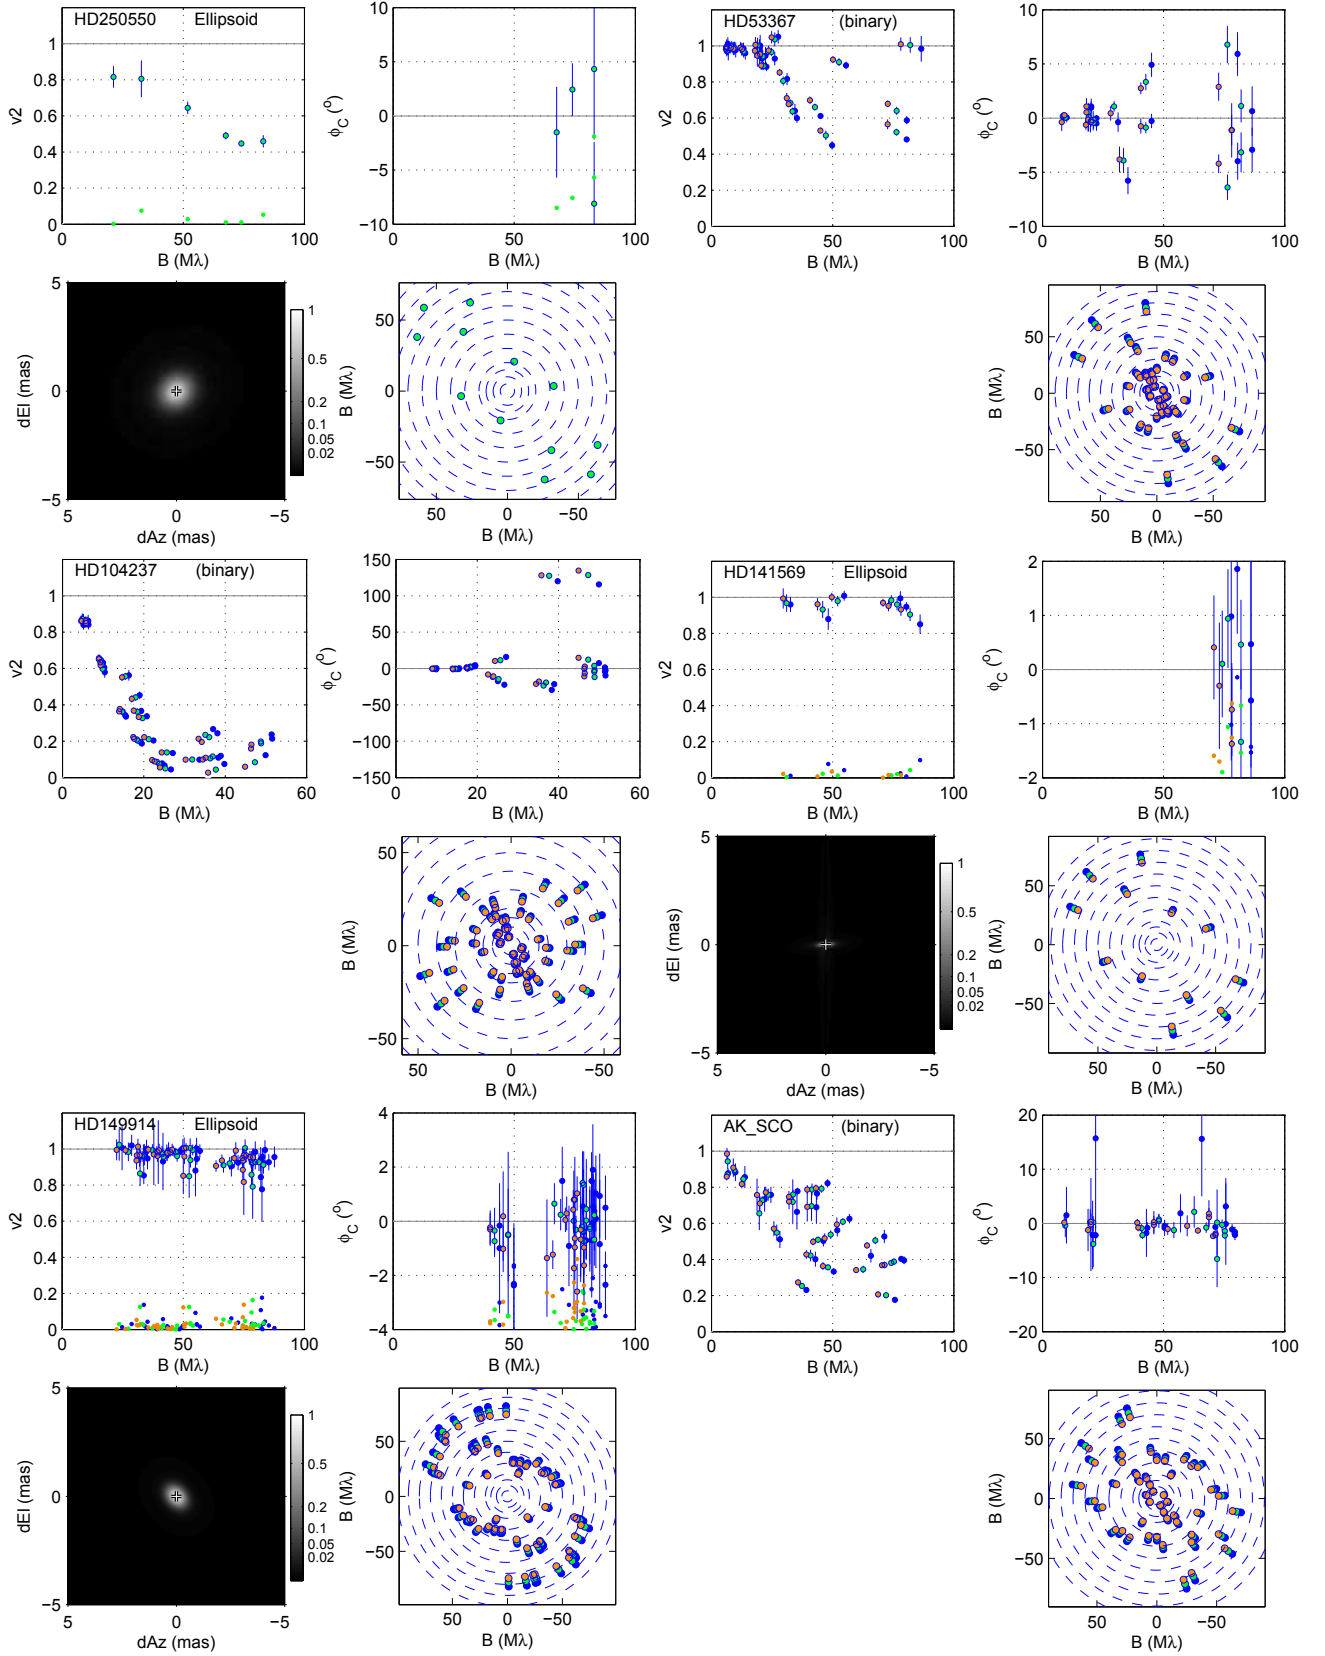 HD250550 Ellipsoid
1
0.8
0.6
0.4
0.2
0
v2
0 50 100
B (Mλ)
10
5
0
−5
−10
ϕC (o)
0 50 100
B (Mλ)
HD53367 (binary)
1
0.8
0.6
0.4
0.2
0
v2
0 50 100
B (Mλ)
10
5
0
−5
−10
ϕC (o)
0 50 100
B (Mλ)
5
0
−5
dEl (mas)
5 0 −5
dAz (mas)
1
0.5
0.2
0.1
0.05
0.02
50
0
−50
B (Mλ)
50 0 −50
B (Mλ)
50
0
−50
B (Mλ)
50 0 −50
B (Mλ)
HD104237 (binary)
1
0.8
0.6
0.4
0.2
0
v2
0 20 40 60
B (Mλ)
150
100
50
0
−50
−100
−150
ϕC (o)
0 20 40 60
B (Mλ)
HD141569 Ellipsoid
1
0.8
0.6
0.4
0.2
0
v2
0 50 100
B (Mλ)
2
1
0
−1
−2
ϕC (o)
0 50 100
B (Mλ)
50
0
−50
B (Mλ)
50 0 −50
B (Mλ)
5
0
−5
dEl (mas)
5 0 −5
dAz (mas)
1
0.5
0.2
0.1
0.05
0.02
50
0
−50
B (Mλ)
50 0 −50
B (Mλ)
HD149914 Ellipsoid
1
0.8
0.6
0.4
0.2
0
v2
0 50 100
B (Mλ)
4
2
0
−2
−4
ϕC (o)
0 50 100
B (Mλ)
AK_SCO (binary)
1
0.8
0.6
0.4
0.2
0
v2
0 50 100
B (Mλ)
20
10
0
−10
−20
ϕC (o)
0 50 100
B (Mλ)
5
0
−5
dEl (mas)
5 0 −5
dAz (mas)
1
0.5
0.2
0.1
0.05
0.02
50
0
−50
B (Mλ)
50 0 −50
B (Mλ)
50
0
−50
B (Mλ)
50 0 −50
B (Mλ)